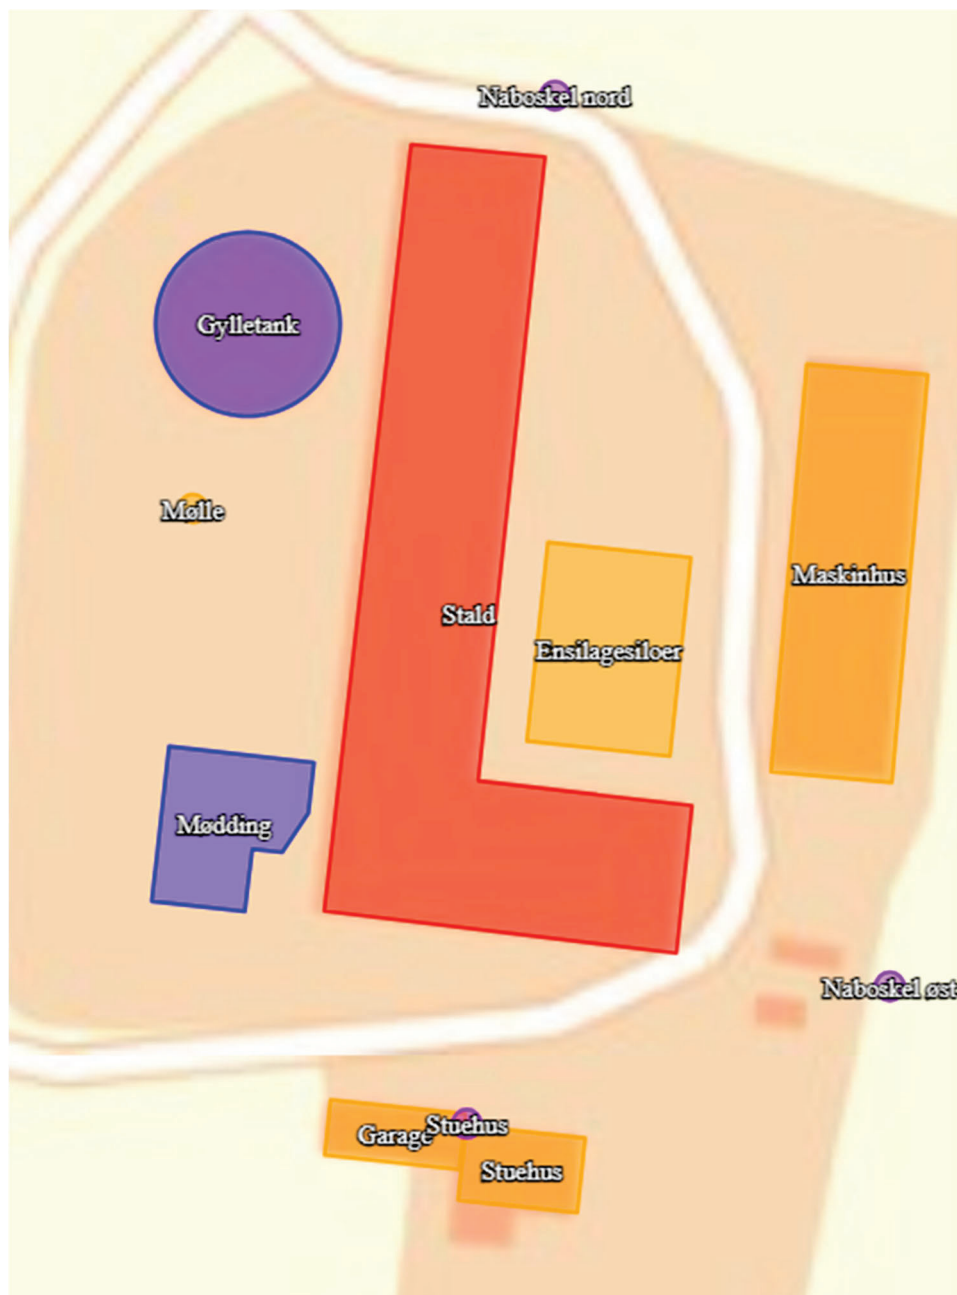 Naboskel nord
Gylletank
Mølle
Maskinhus
Stald
Ensilagesiloer
Mødding
Naboskel øst
Stuehus
Garage
Stuehus